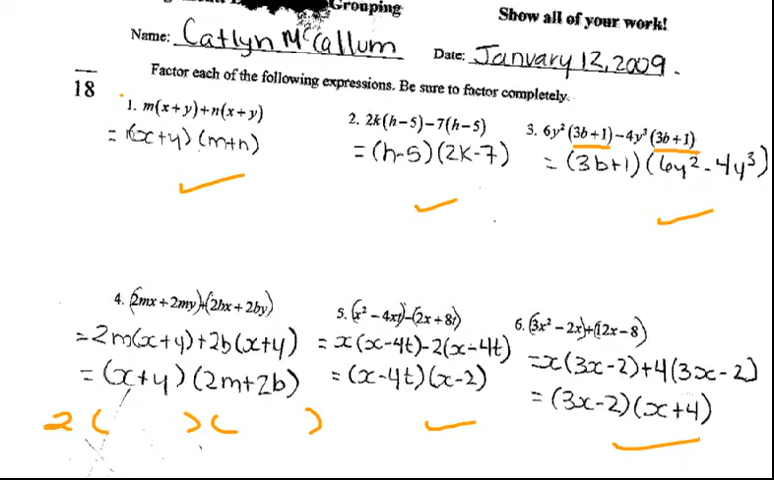 Grouping
Show all of your work!
Name: Catlyn McCallum
Date: January 12, 2009.
18
Factor each of the following expressions. Be sure to factor completely.
1. m(x+y)+n(x+y)
= (x+y)(m+n)
2. 2k(h-5)-7(h-5)
= (h-5)(2k-7)
3. 6y²(3b+1)-4y³(3b+1)
= (3b+1)(6y²-4y³)
4. (2mx+2my)+(2bx+2by)
= 2m(x+y)+2b(x+y)
= (x+y)(2m+2b)
2( )( )
5. (x²-4xt)-(2x+8t)
= x(x-4t)-2(x-4t)
= (x-4t)(x-2)
6. (3x²-2x)+(12x-8)
= x(3x-2)+4(3x-2)
= (3x-2)(x+4)